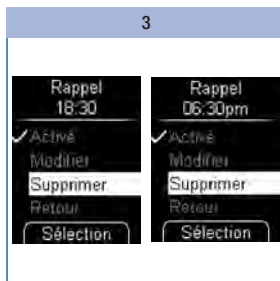 3
Rappel
18:30
✓Activé
Modifier
Supprimer
Retour
Sélection
Rappel
06:30pm
✓Activé
Modifier
Supprimer
Retour
Sélection